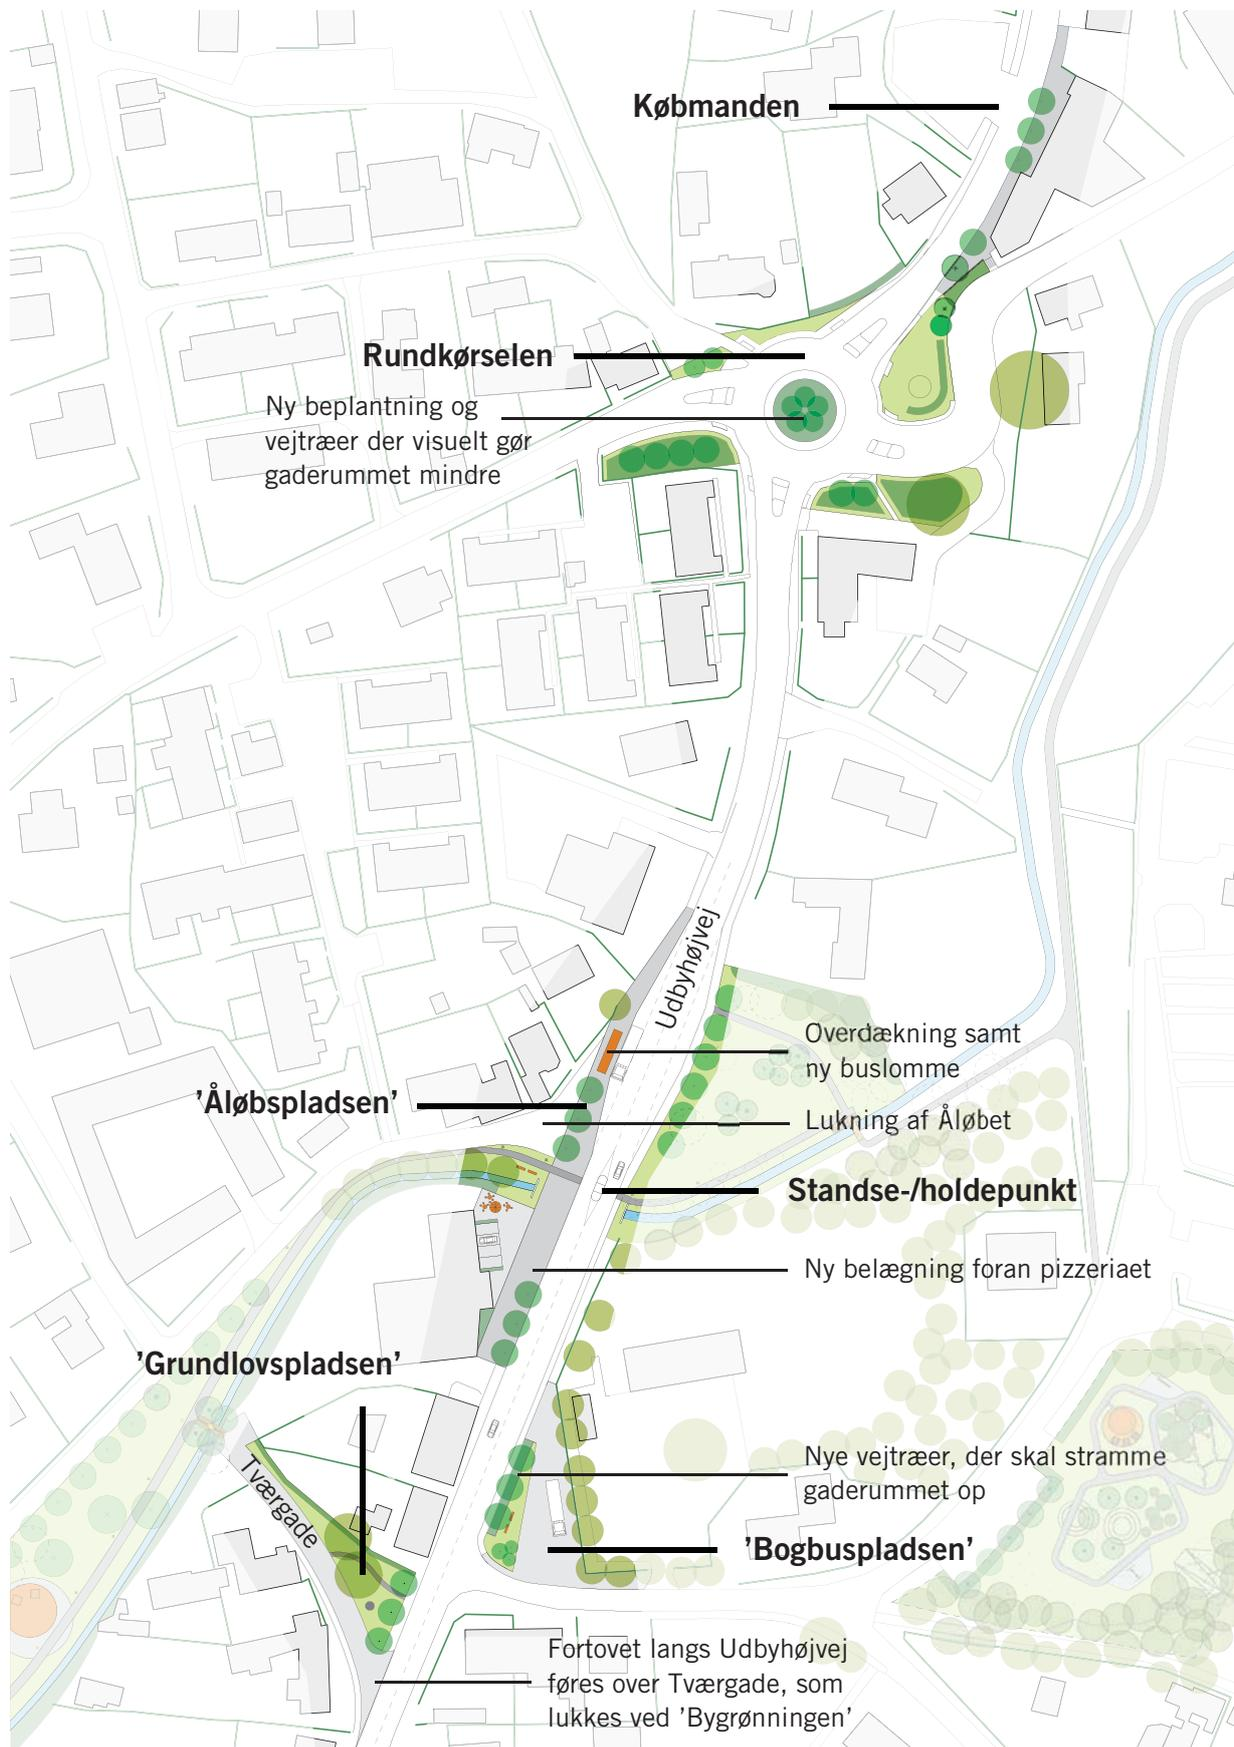 Købmanden
Rundkørselen
Ny beplantning og
vejtræer der visuelt gør
gaderummet mindre
Udbyhøjvej
Overdækning samt
ny buslomme
'Åløbspladsen'
Lukning af Åløbet
Standse-/holdepunkt
Ny belægning foran pizzeriaet
'Grundlovspladsen'
Tværgade
Nye vejtræer, der skal stramme
gaderummet op
'Bogbuspladsen'
Fortovet langs Udbyhøjvej
føres over Tværgade, som
lukkes ved 'Bygrønningen'